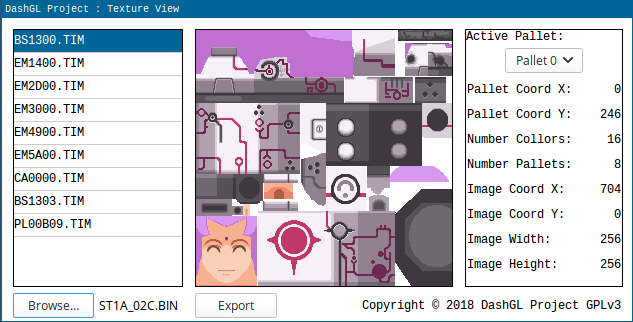 DashGL Project : Texture View
BS1300.TIM
EM1400.TIM
EM2D00.TIM
EM3000.TIM
EM4900.TIM
EM5A00.TIM
CA0000.TIM
BS1303.TIM
PL00B09.TIM
Browse... ST1A_02C.BIN
Export
Active Pallet:
Pallet 0
Pallet Coord X: 0
Pallet Coord Y: 246
Number Collors: 16
Number Pallets: 8
Image Coord X: 704
Image Coord Y: 0
Image Width: 256
Image Height: 256
Copyright © 2018 DashGL Project GPLv3